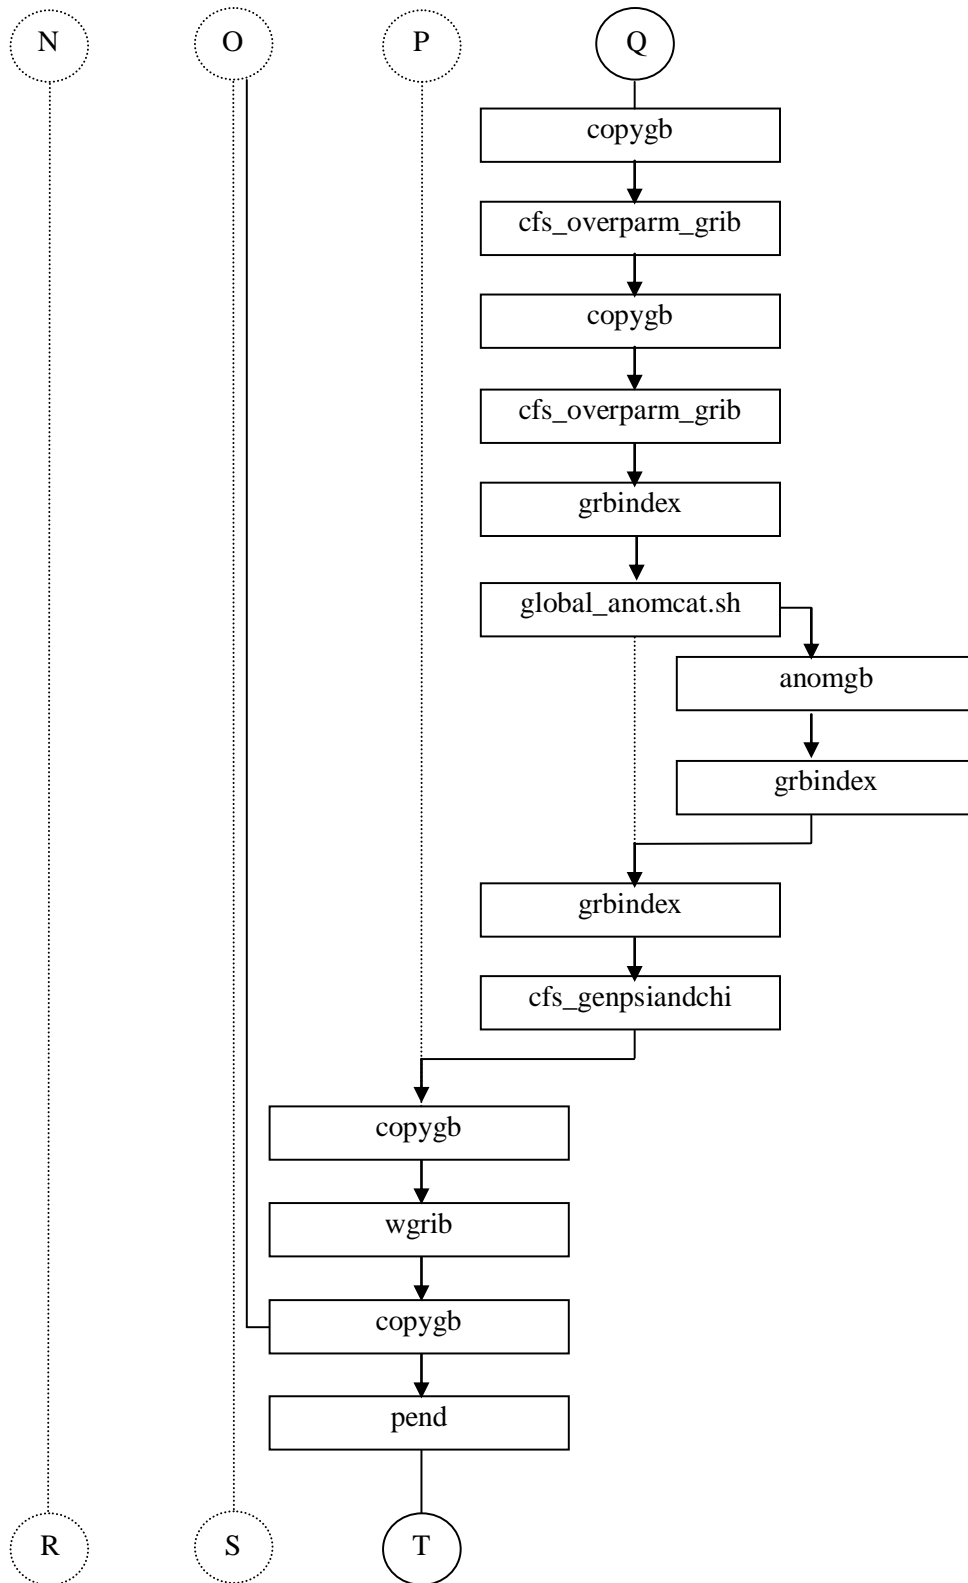 N O P Q
copygb
cfs_overparm_grib
copygb
cfs_overparm_grib
grbindex
global_anomcat.sh
anomgb
grbindex
grbindex
cfs_genpsiandchi
copygb
wgrib
copygb
pend
R S T